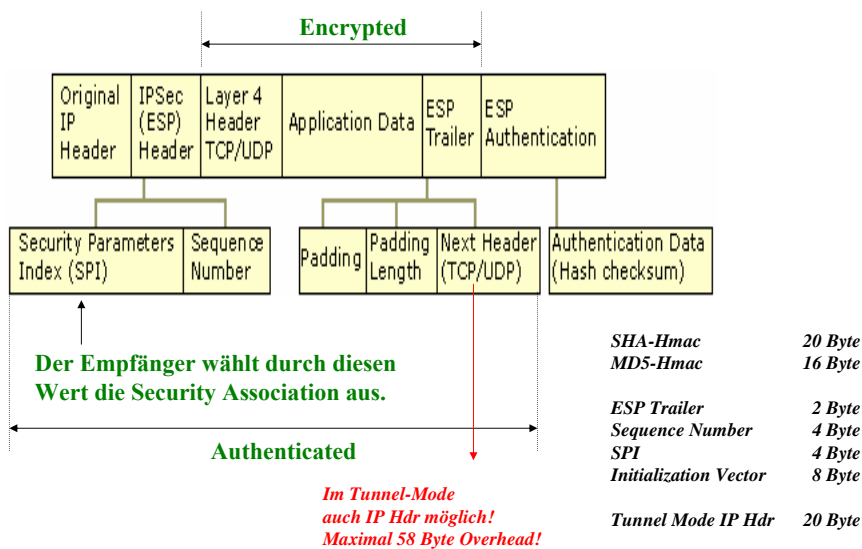 Encrypted
Original
IP
Header
IPSec
(ESP)
Header
Layer 4
Header
TCP/UDP
Application Data
ESP
Trailer
ESP
Authentication
Security Parameters
Index (SPI)
Sequence
Number
Padding
Padding
Length
Next Header
(TCP/UDP)
Authentication Data
(Hash checksum)
Der Empfänger wählt durch diesen
Wert die Security Association aus.
Authenticated
Im Tunnel-Mode
auch IP Hdr möglich!
Maximal 58 Byte Overhead!
SHA-Hmac 20 Byte
MD5-Hmac 16 Byte
ESP Trailer 2 Byte
Sequence Number 4 Byte
SPI 4 Byte
Initialization Vector 8 Byte
Tunnel Mode IP Hdr 20 Byte